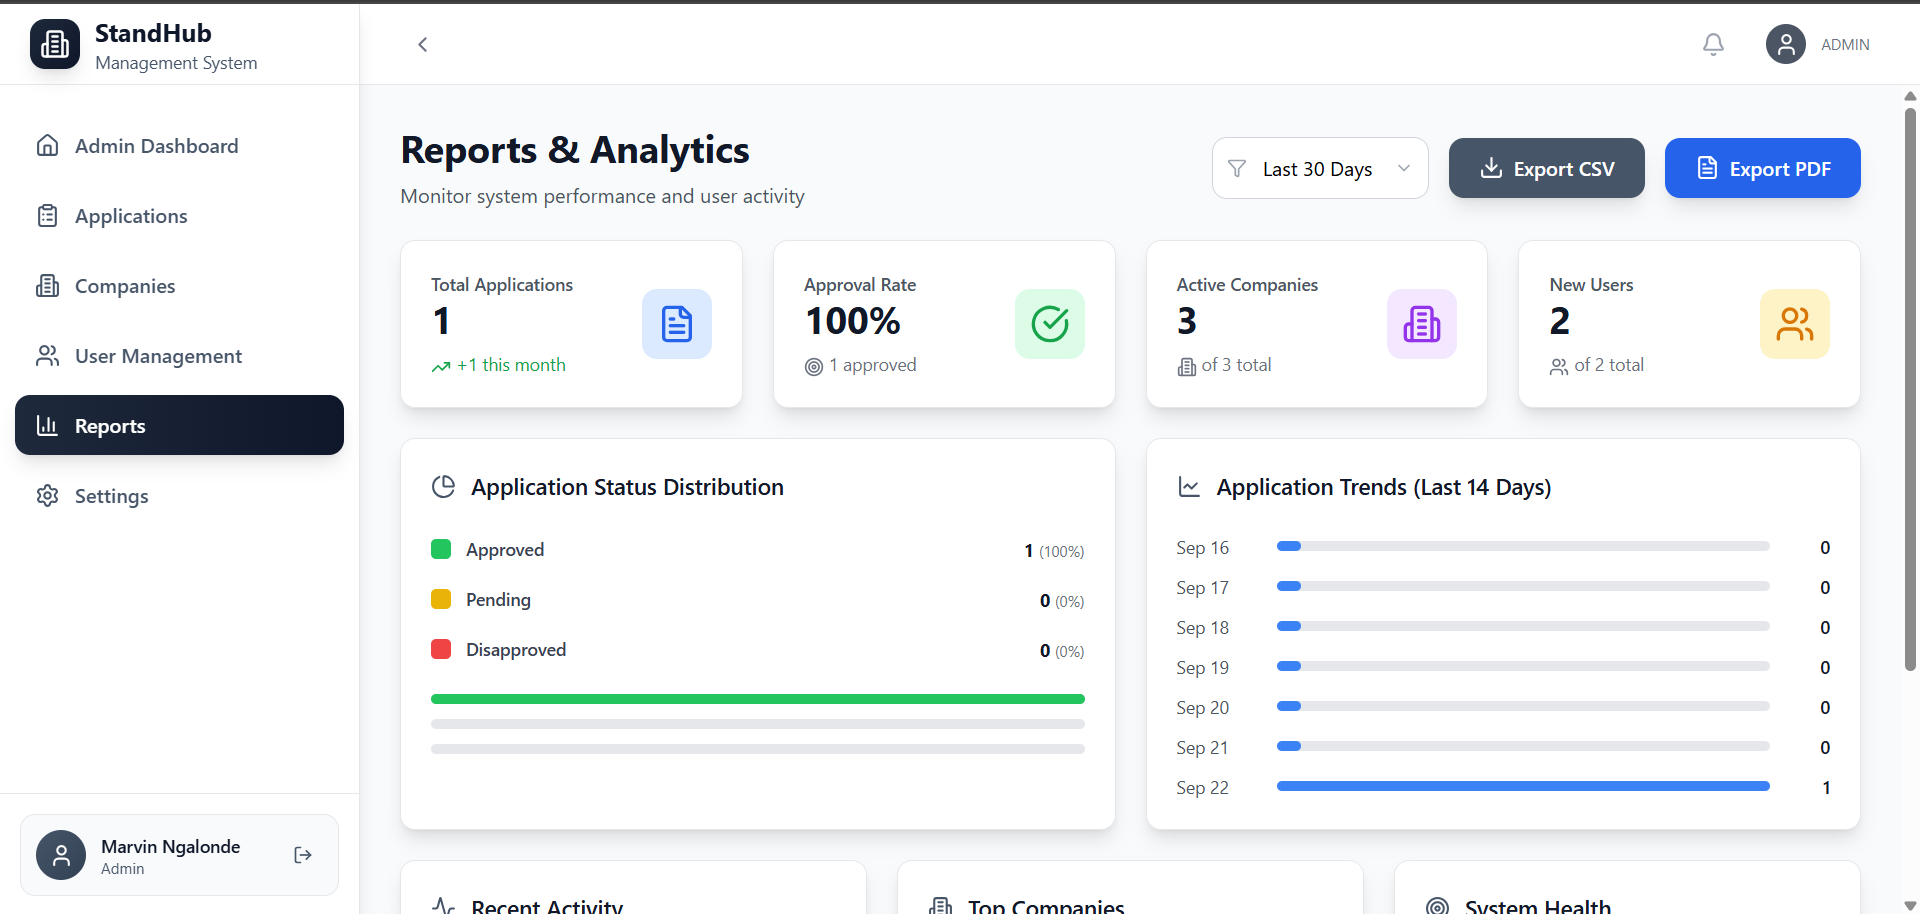 StandHub
Management System
ADMIN
Admin Dashboard
Applications
Companies
User Management
Reports
Settings
Marvin Ngalonde
Admin
Reports & Analytics
Monitor system performance and user activity
Last 30 Days
Export CSV
Export PDF
Total Applications
1
+1 this month
Approval Rate
100%
1 approved
Active Companies
3
of 3 total
New Users
2
of 2 total
Application Status Distribution
Approved 1 (100%)
Pending 0 (0%)
Disapproved 0 (0%)
Application Trends (Last 14 Days)
Sep 16 0
Sep 17 0
Sep 18 0
Sep 19 0
Sep 20 0
Sep 21 0
Sep 22 1
Recent Activity
Top Companies
System Health